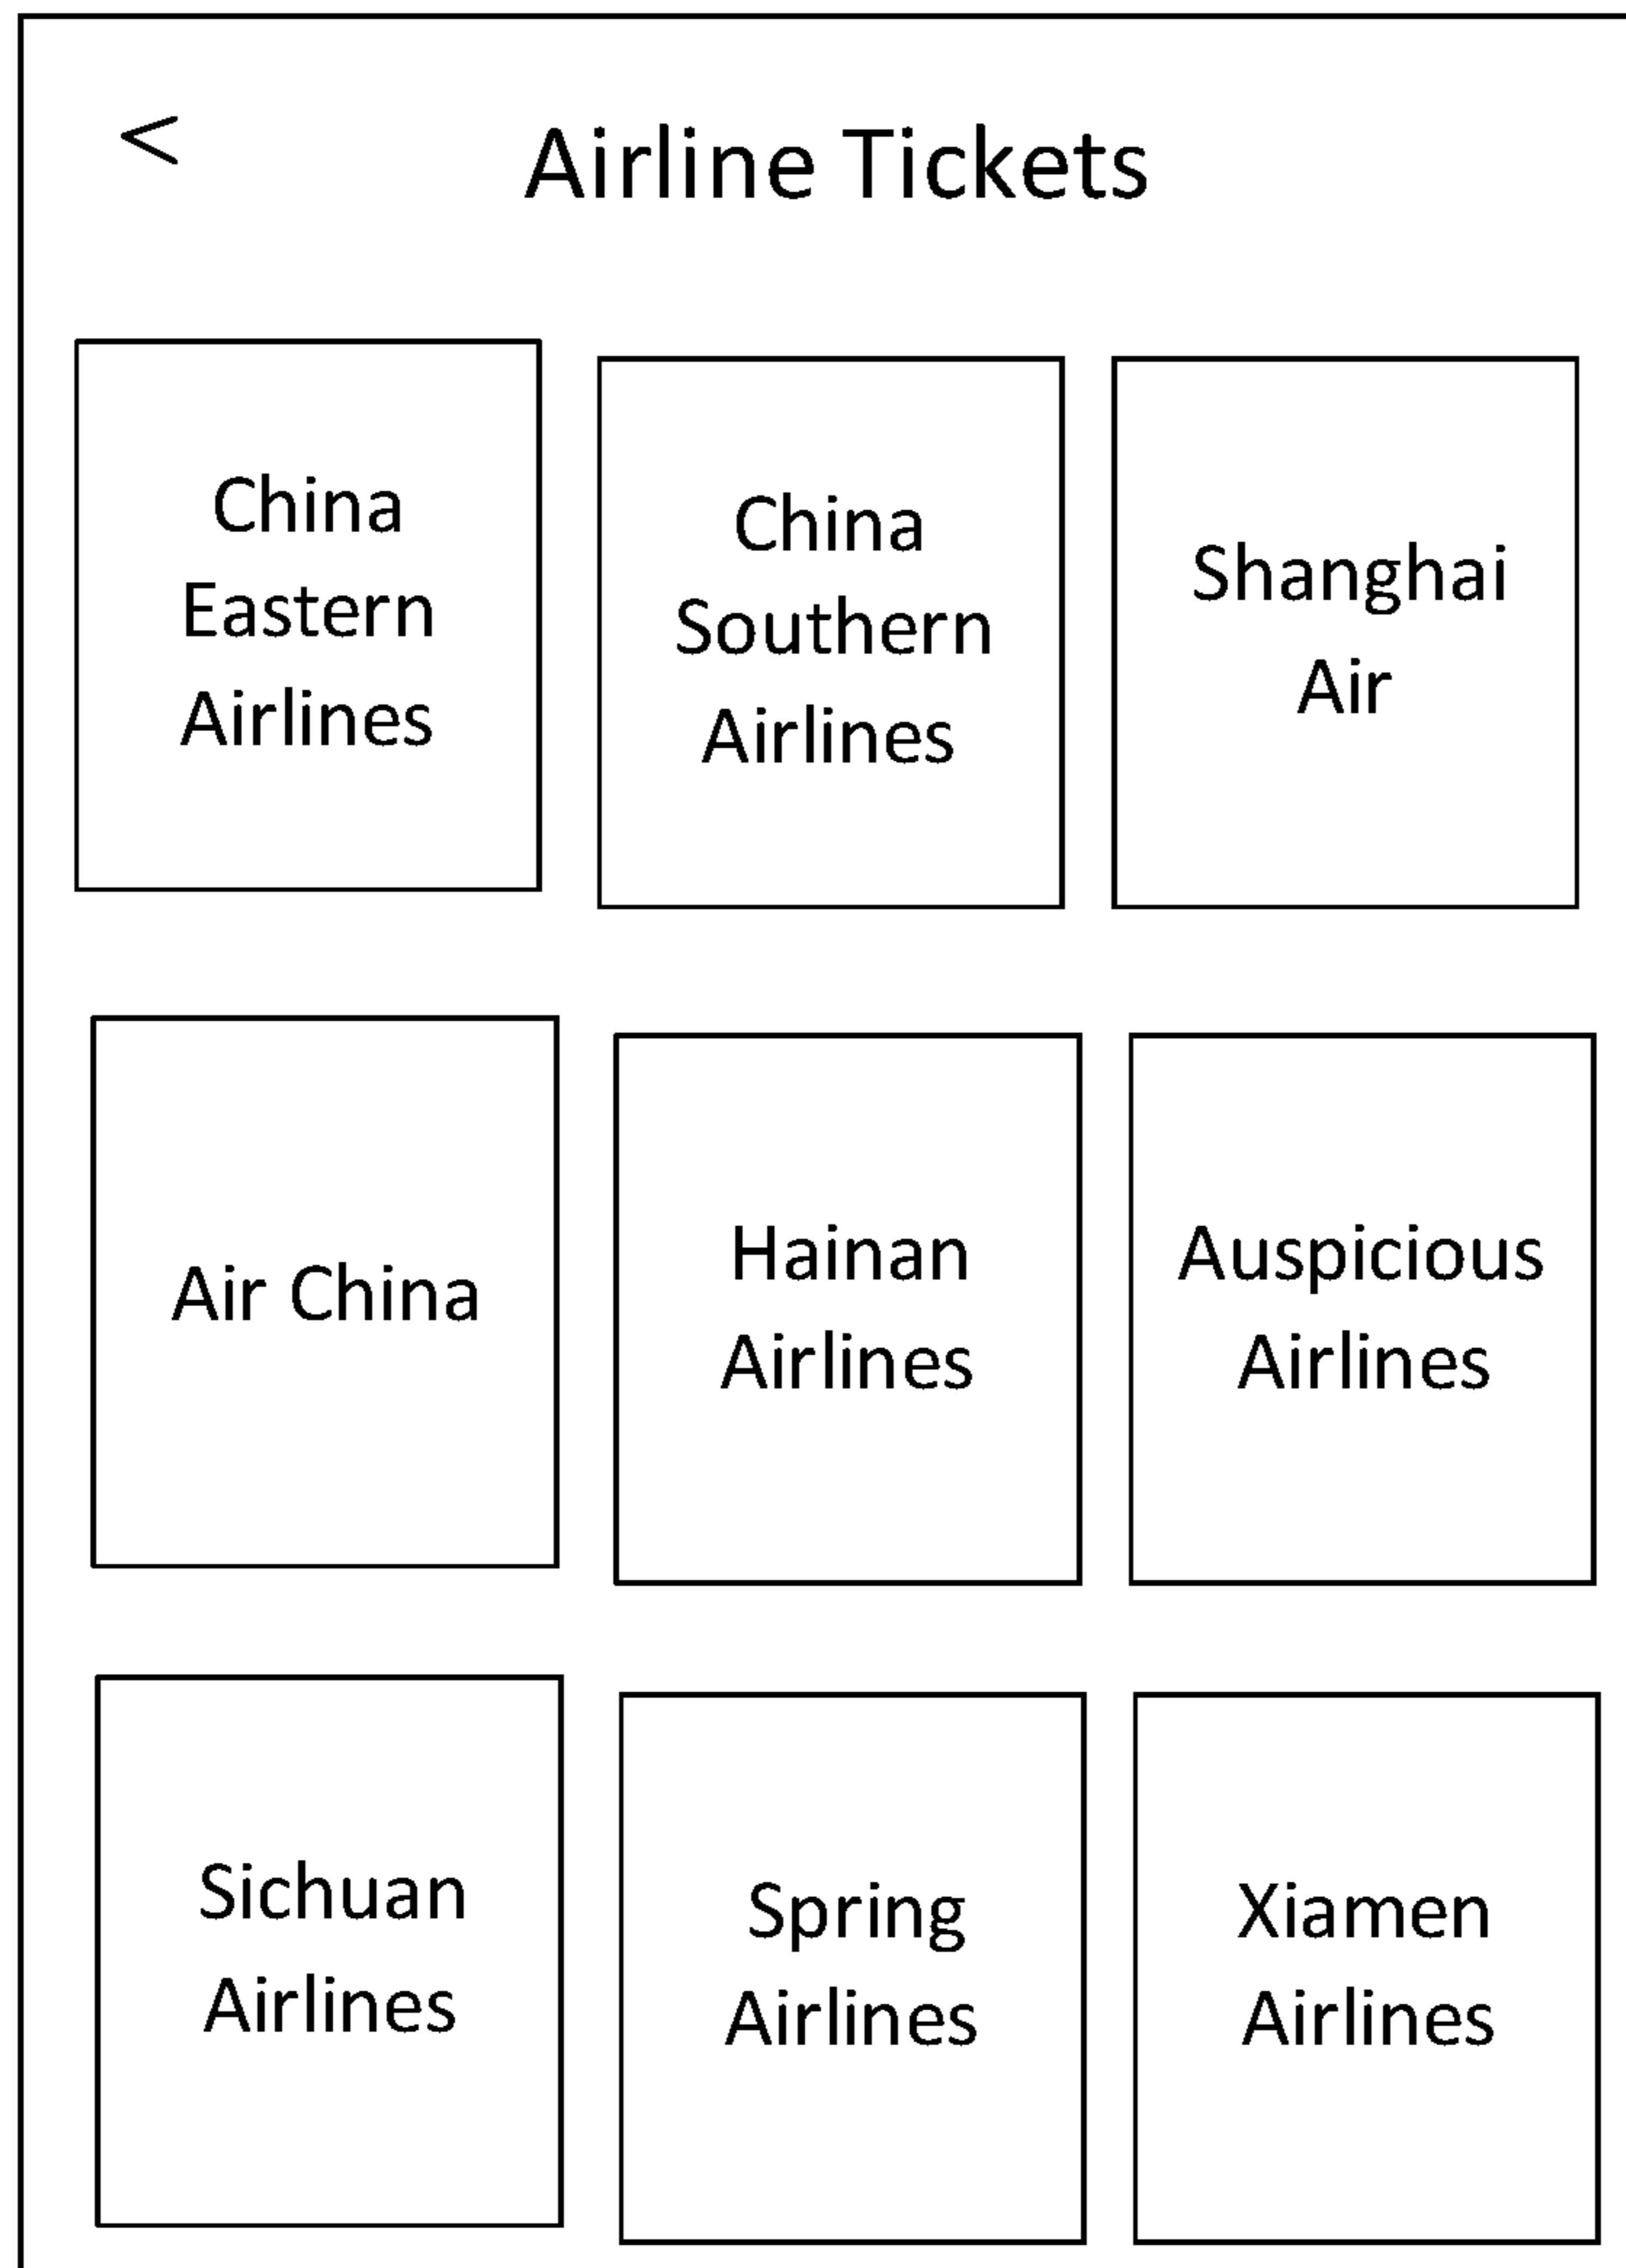 <
Airline Tickets
China
Eastern
Airlines
China
Southern
Airlines
Shanghai
Air
Air China
Hainan
Airlines
Auspicious
Airlines
Sichuan
Airlines
Spring
Airlines
Xiamen
Airlines